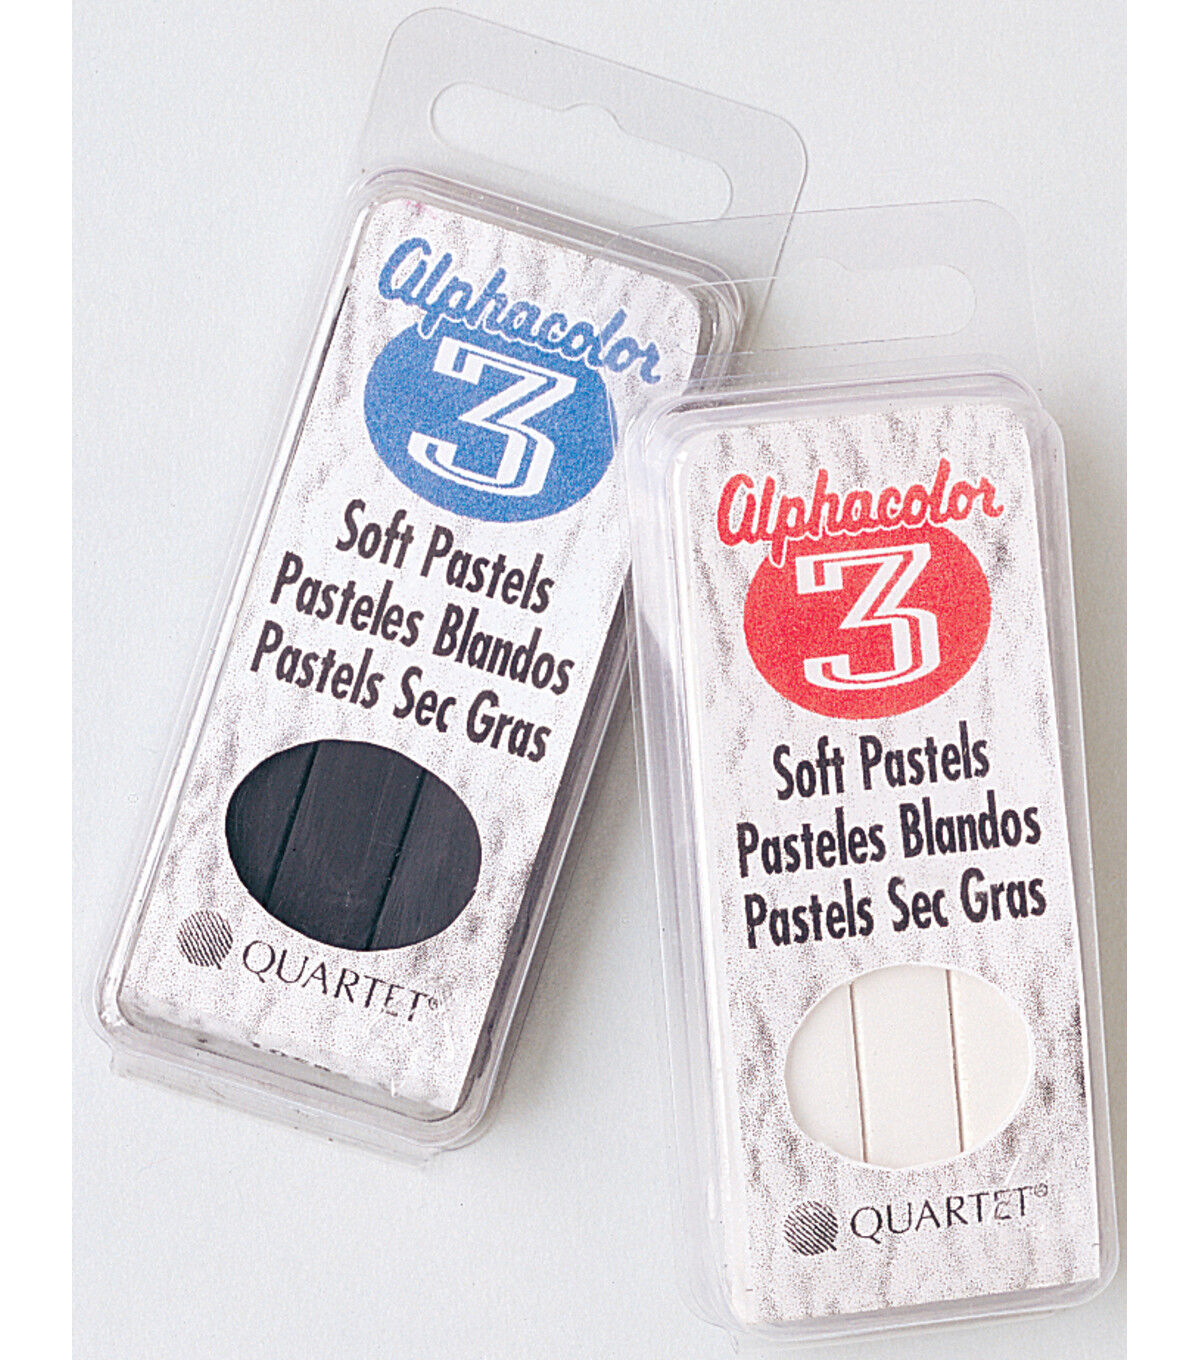 Alphacolor
3
Soft Pastels
Pasteles Blandos
Pastels Sec Gras
QUARTET®
Alphacolor
3
Soft Pastels
Pasteles Blandos
Pastels Sec Gras
QUARTET®